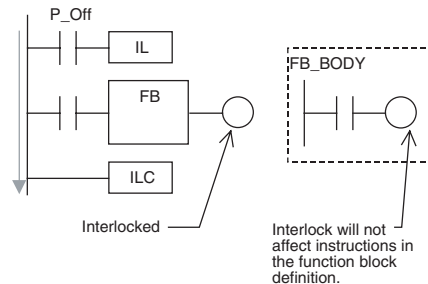 P_Off
IL
FB
ILC
Interlocked
FB_BODY
Interlock will not
affect instructions in
the function block
definition.